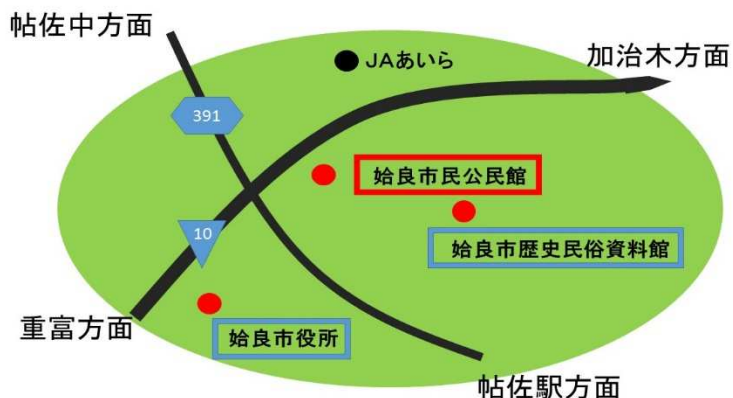 帖佐中方面
JAあいら
加治木方面
391
姶良市民公民館
10
姶良市歴史民俗資料館
重富方面
姶良市役所
帖佐駅方面